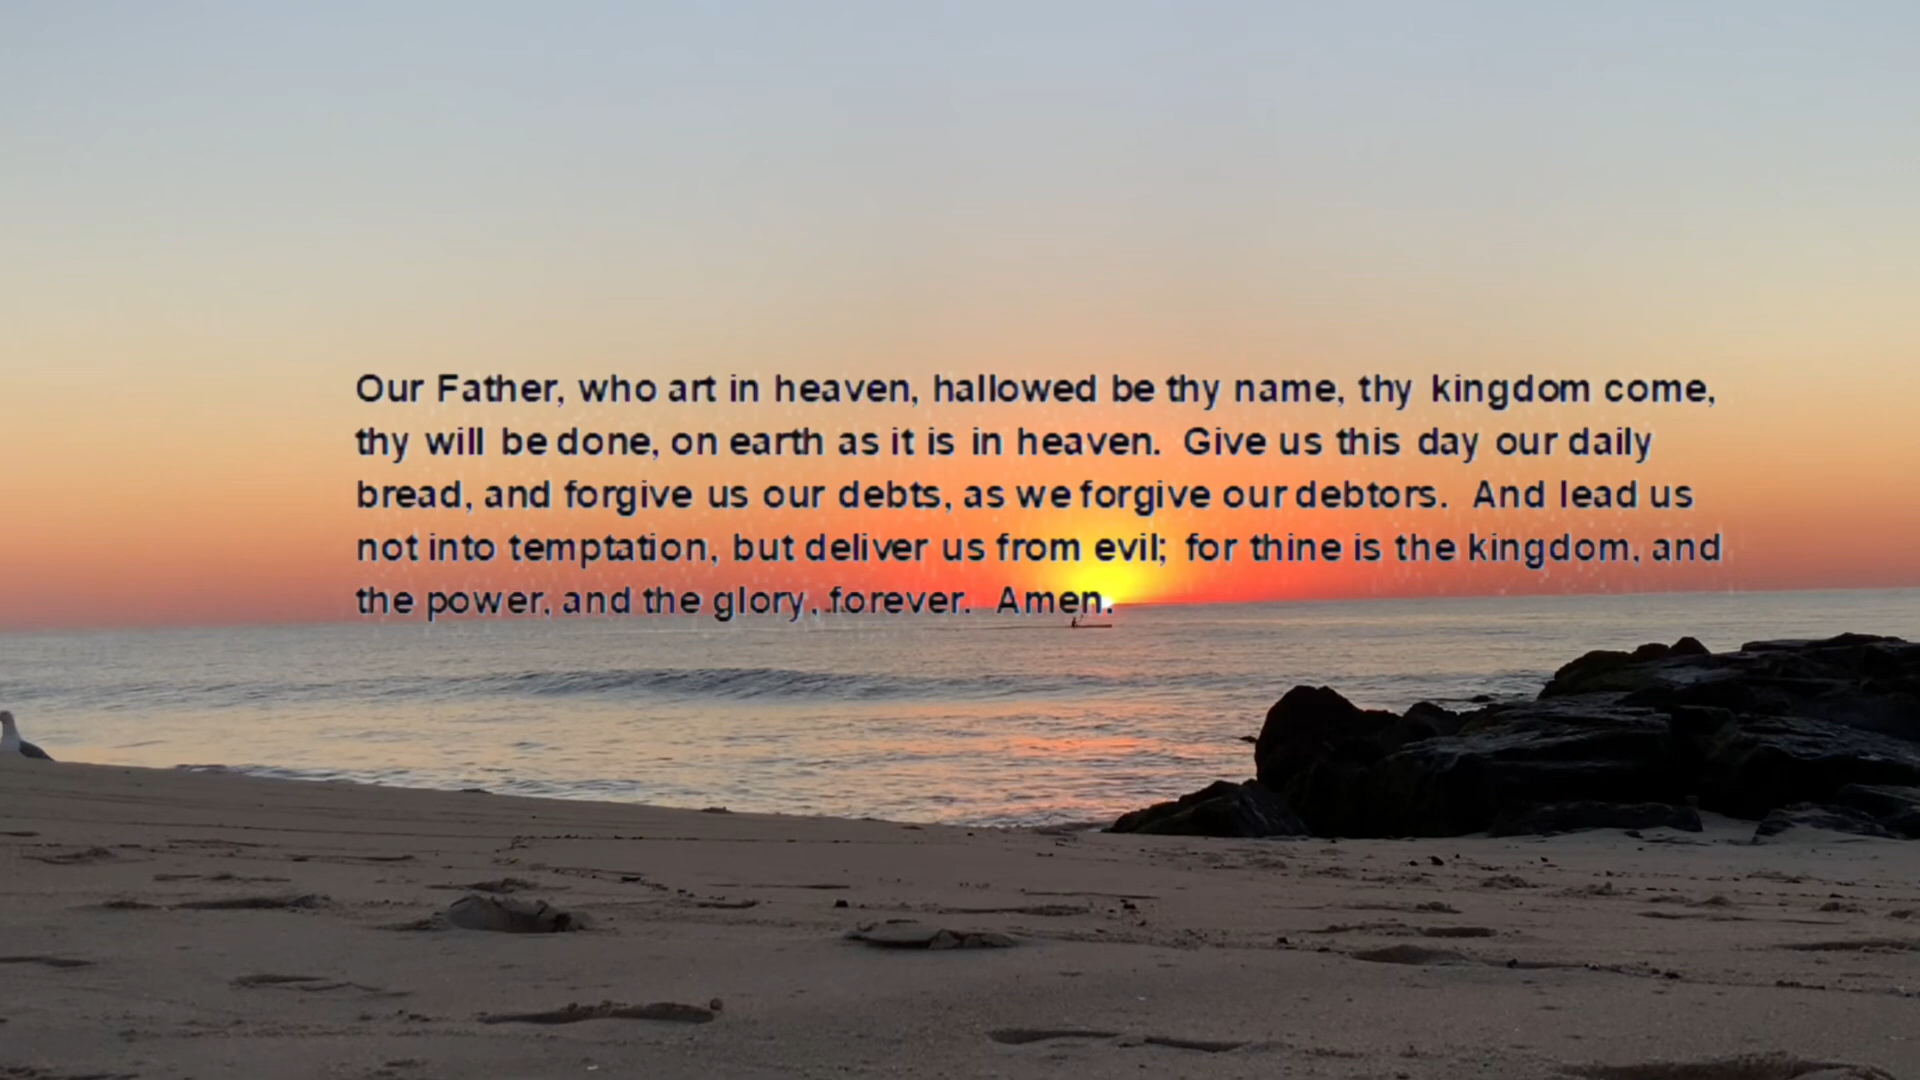 Our Father, who art in heaven, hallowed be thy name, thy kingdom come,
thy will be done, on earth as it is in heaven. Give us this day our daily
bread, and forgive us our debts, as we forgive our debtors. And lead us
not into temptation, but deliver us from evil; for thine is the kingdom, and
the power, and the glory, forever. Amen.